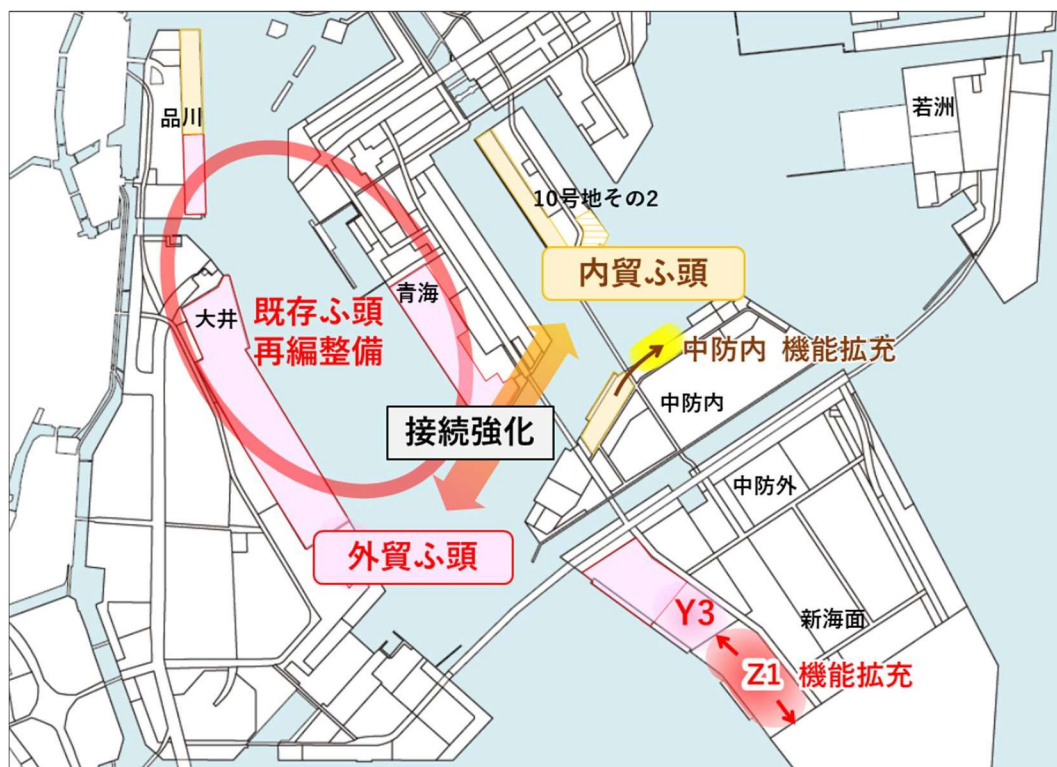 品川
若洲
10号地その2
内貿ふ頭
青海
大井
既存ふ頭
再編整備
中防内 機能拡充
接続強化
中防内
中防外
外貿ふ頭
Y3
新海面
Z1 機能拡充